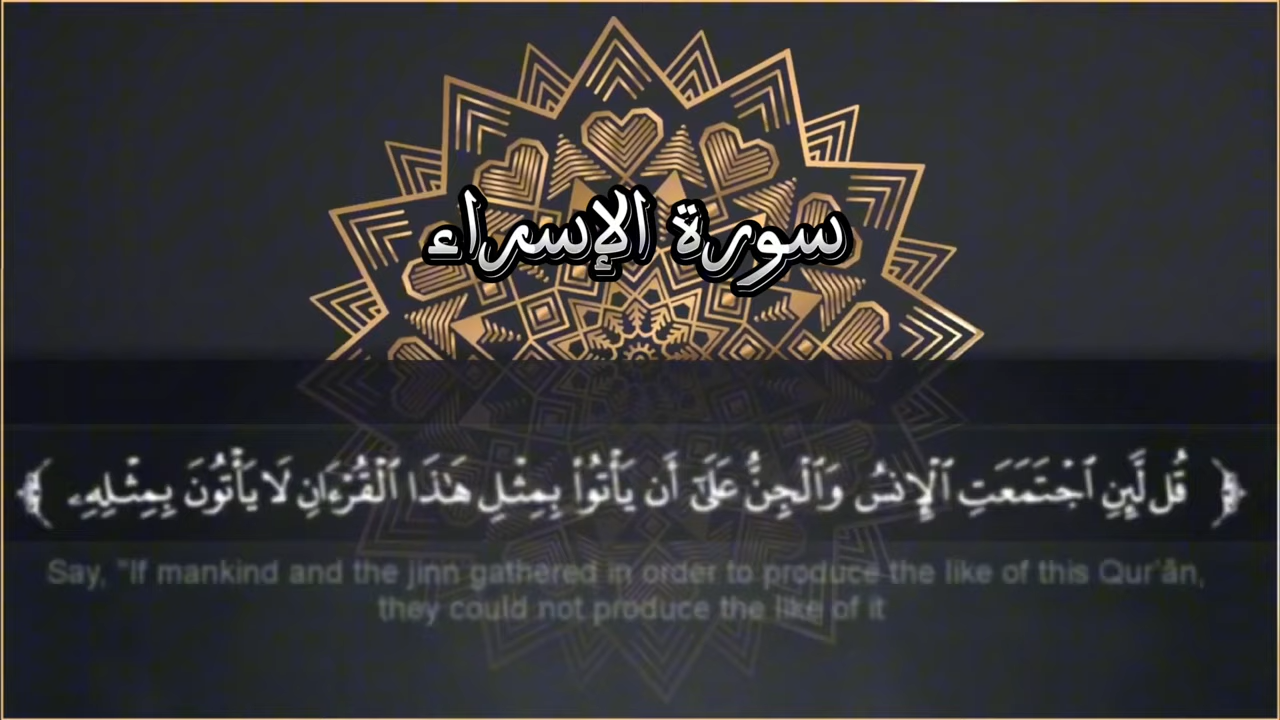 سورة الإسراء
﴿ قُل لَّئِنِ ٱجْتَمَعَتِ ٱلْإِنسُ وَٱلْجِنُّ عَلَىٰٓ أَن يَأْتُوا۟ بِمِثْلِ هَٰذَا ٱلْقُرْءَانِ لَا يَأْتُونَ بِمِثْلِهِۦ ﴾
Say, "If mankind and the jinn gathered in order to produce the like of this Qur'ân,
they could not produce the like of it